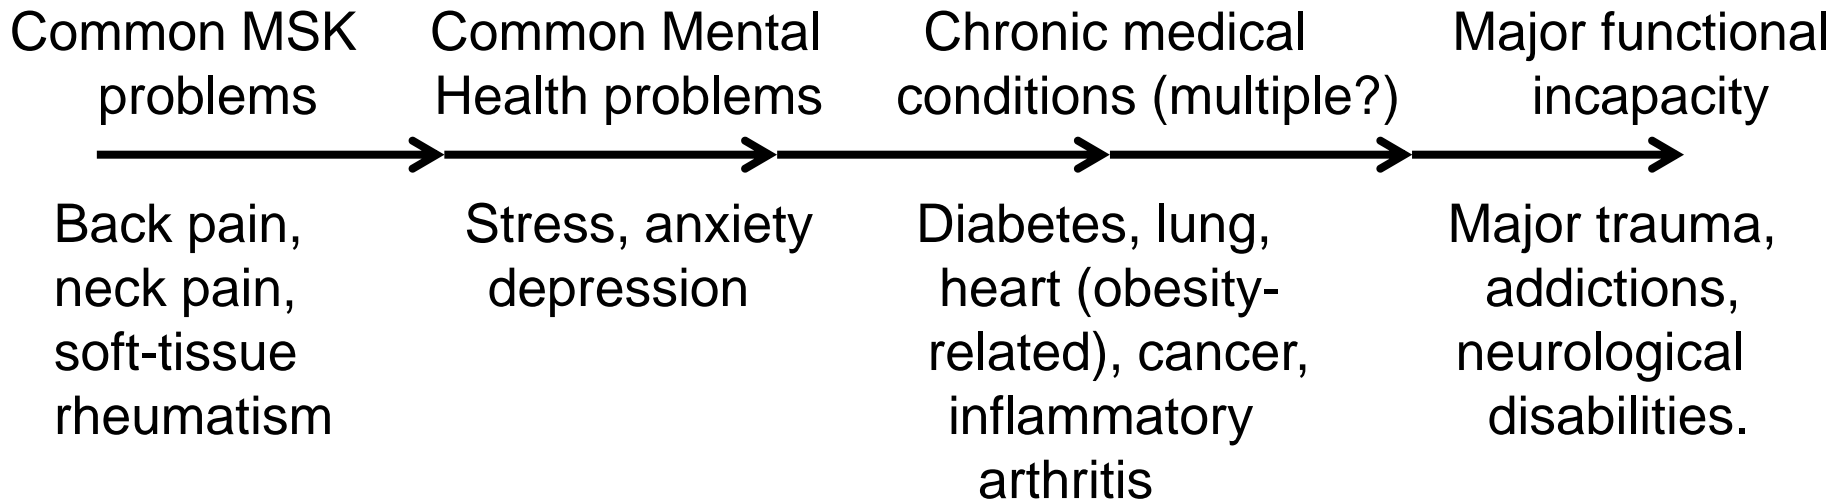 Common MSK
problems
Common Mental
Health problems
Chronic medical
conditions (multiple?)
Major functional
incapacity
Back pain,
neck pain,
soft-tissue
rheumatism
Stress, anxiety
depression
Diabetes, lung,
heart (obesity-
related), cancer,
inflammatory
arthritis
Major trauma,
addictions,
neurological
disabilities.